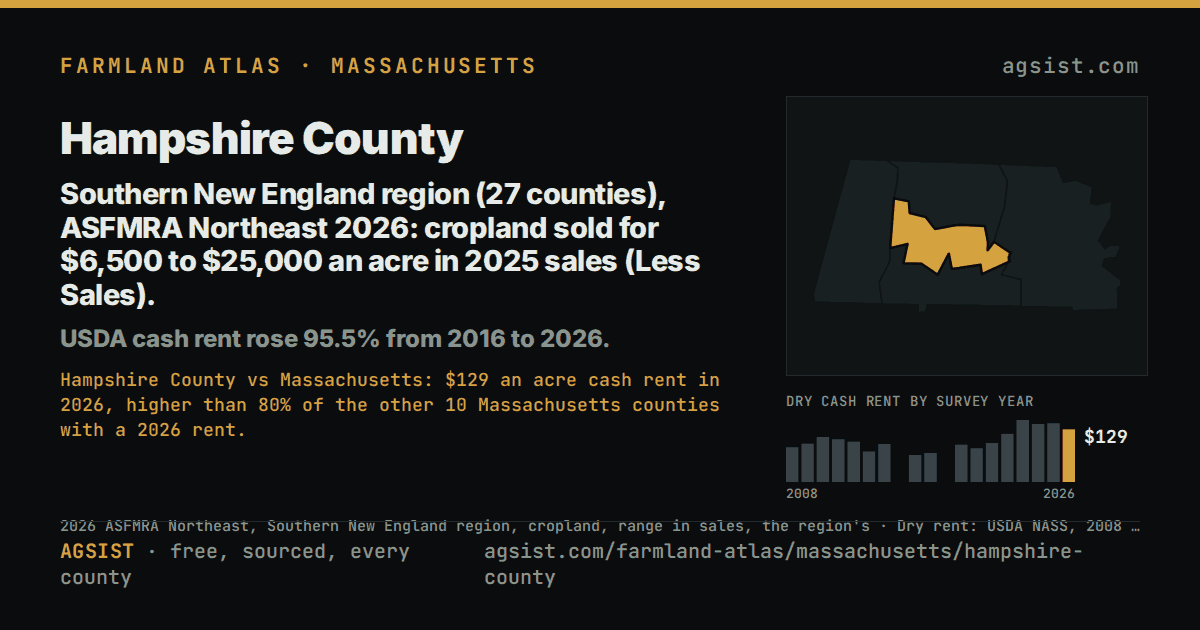 FARMLAND ATLAS · MASSACHUSETTS
agsist.com
Hampshire County
Southern New England region (27 counties),
ASFMRA Northeast 2026: cropland sold for
$6,500 to $25,000 an acre in 2025 sales (Less
Sales).
USDA cash rent rose 95.5% from 2016 to 2026.
Hampshire County vs Massachusetts: $129 an acre cash rent in
2026, higher than 80% of the other 10 Massachusetts counties
with a 2026 rent.
DRY CASH RENT BY SURVEY YEAR
$129
2008
2026
2026 ASFMRA Northeast, Southern New England region, cropland, range in sales, the region's · Dry rent: USDA NASS, 2008 …
AGSIST · free, sourced, every
county
agsist.com/farmland-atlas/massachusetts/hampshire-
county